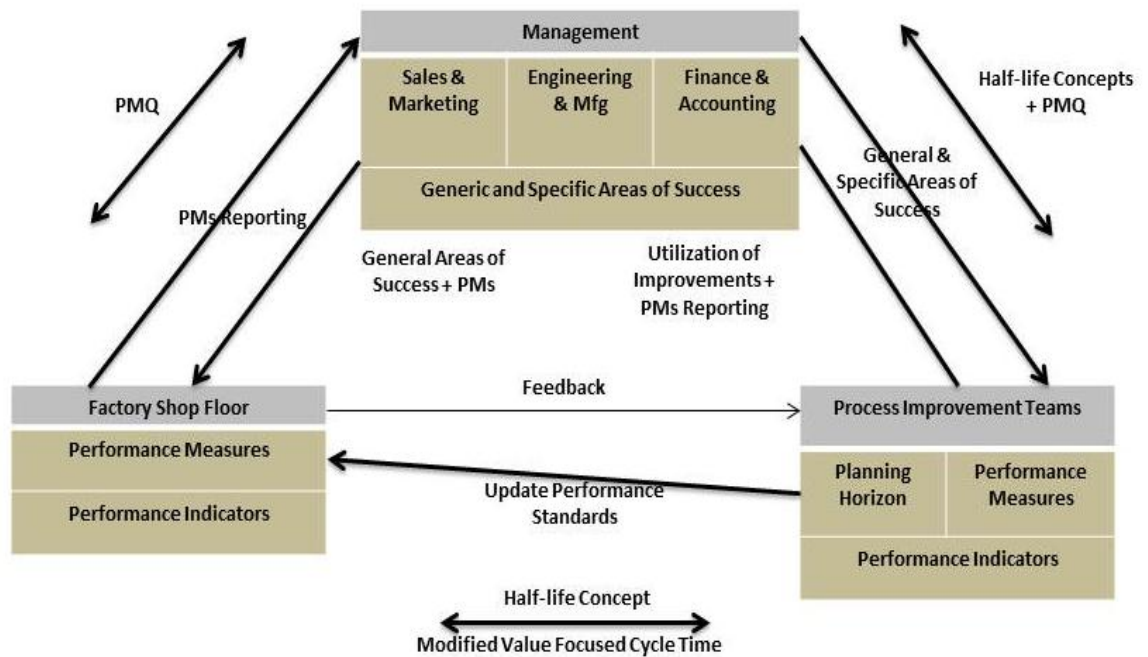 Management
Sales &
Marketing
Engineering
& Mfg
Finance &
Accounting
Generic and Specific Areas of Success
PMQ
PMs Reporting
General Areas of
Success + PMs
Utilization of
Improvements +
PMs Reporting
General &
Specific Areas of
Success
Half-life Concepts
+ PMQ
Factory Shop Floor
Performance Measures
Performance Indicators
Feedback
Update Performance
Standards
Process Improvement Teams
Planning
Horizon
Performance
Measures
Performance Indicators
Half-life Concept
Modified Value Focused Cycle Time